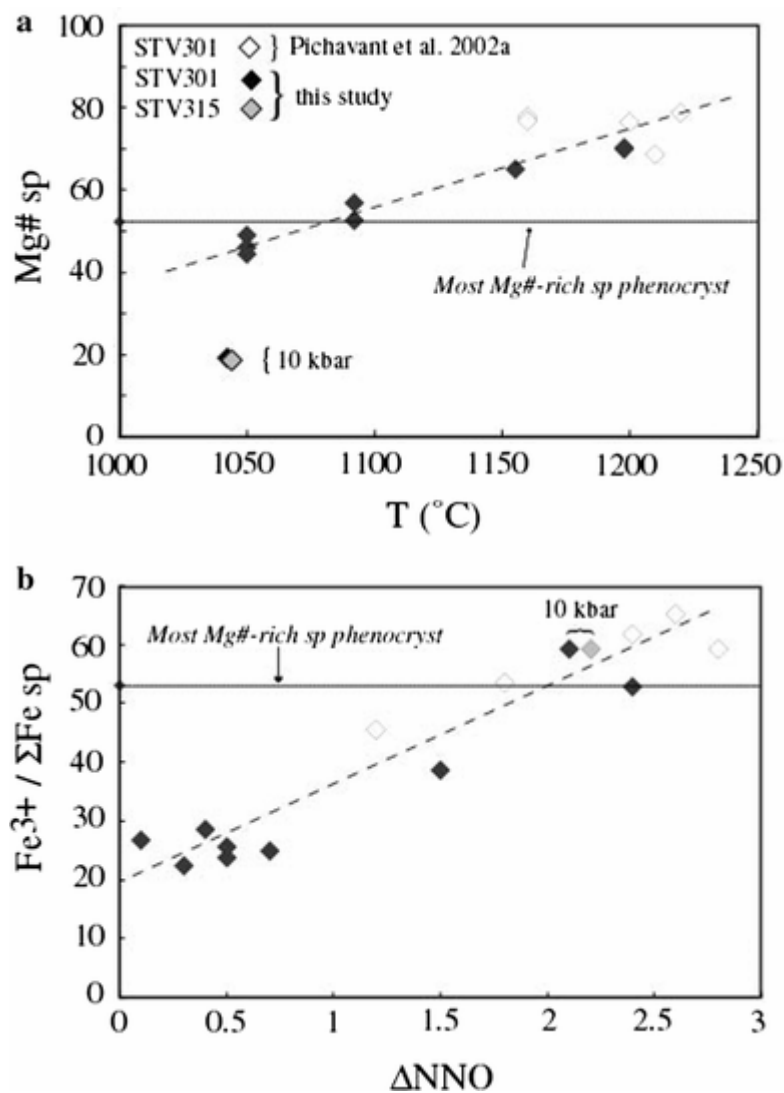 a
100
80
60
40
20
0
Mg# sp
STV301 } Pichavant et al. 2002a
STV301
STV315
} this study
Most Mg#-rich sp phenocryst
{ 10 kbar
1000 1050 1100 1150 1200 1250
T (°C)
b
70
60
50
40
30
20
10
0
Fe3+ / ΣFe sp
10 kbar
Most Mg#-rich sp phenocryst
0 0.5 1 1.5 2 2.5 3
ΔNNO